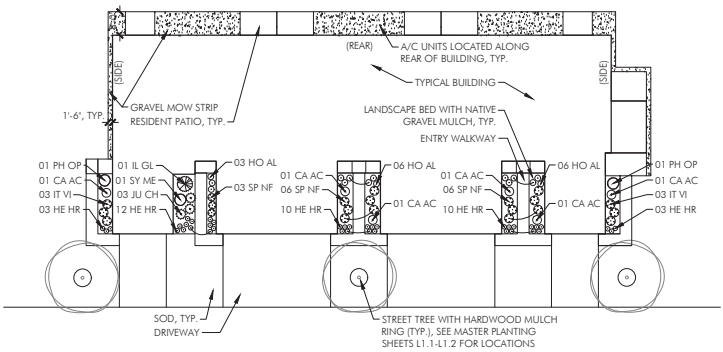 (REAR)
A/C UNITS LOCATED ALONG
REAR OF BUILDING, TYP.
(SIDE)
(SIDE)
TYPICAL BUILDING
1'-6", TYP.
GRAVEL MOW STRIP
RESIDENT PATIO, TYP.
LANDSCAPE BED WITH NATIVE
GRAVEL MULCH, TYP.
ENTRY WALKWAY
01 PH OP
01 CA AC
03 IT VI
03 HE HR
01 IL GL
01 SY ME
03 JU CH
12 HE HR
03 HO AL
03 SP NF
01 CA AC
06 SP NF
10 HE HR
06 HO AL
01 CA AC
01 CA AC
06 SP NF
10 HE HR
06 HO AL
01 CA AC
01 PH OP
01 CA AC
03 IT VI
03 HE HR
SOD, TYP.
DRIVEWAY
STREET TREE WITH HARDWOOD MULCH
RING (TYP.), SEE MASTER PLANTING
SHEETS L1.1-L1.2 FOR LOCATIONS